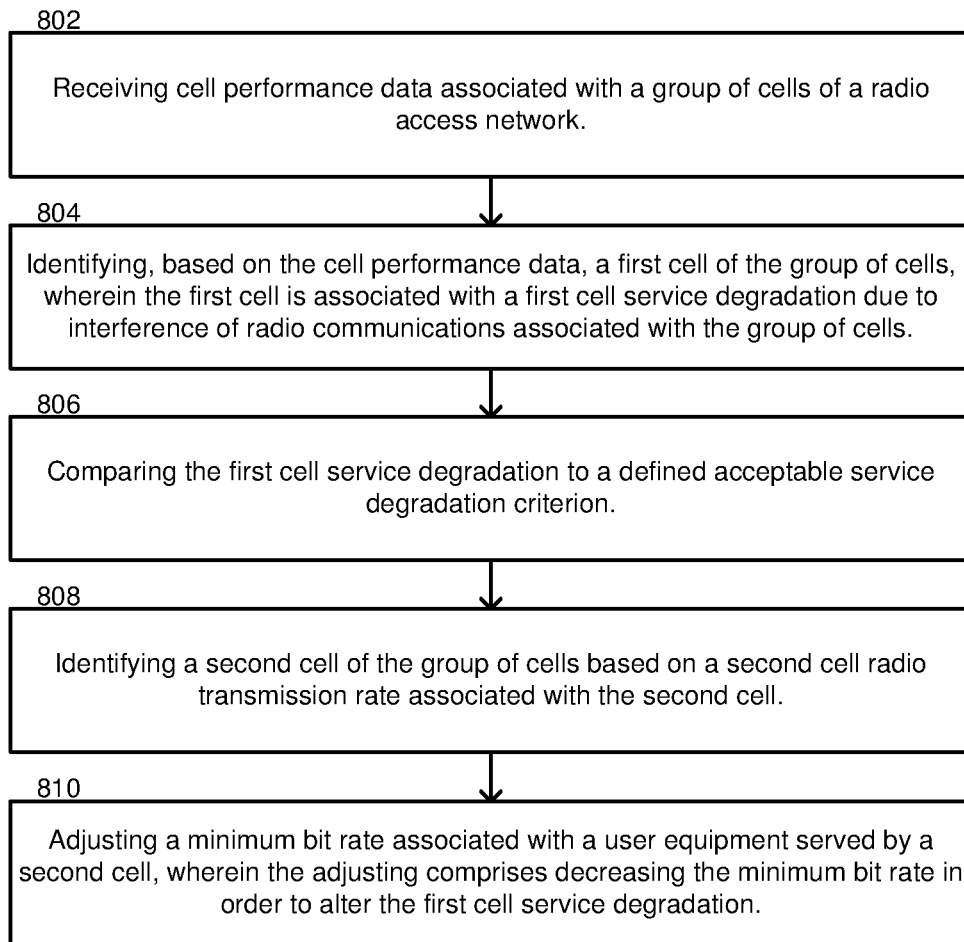 802
Receiving cell performance data associated with a group of cells of a radio
access network.
804
Identifying, based on the cell performance data, a first cell of the group of cells,
wherein the first cell is associated with a first cell service degradation due to
interference of radio communications associated with the group of cells.
806
Comparing the first cell service degradation to a defined acceptable service
degradation criterion.
808
Identifying a second cell of the group of cells based on a second cell radio
transmission rate associated with the second cell.
810
Adjusting a minimum bit rate associated with a user equipment served by a
second cell, wherein the adjusting comprises decreasing the minimum bit rate in
order to alter the first cell service degradation.